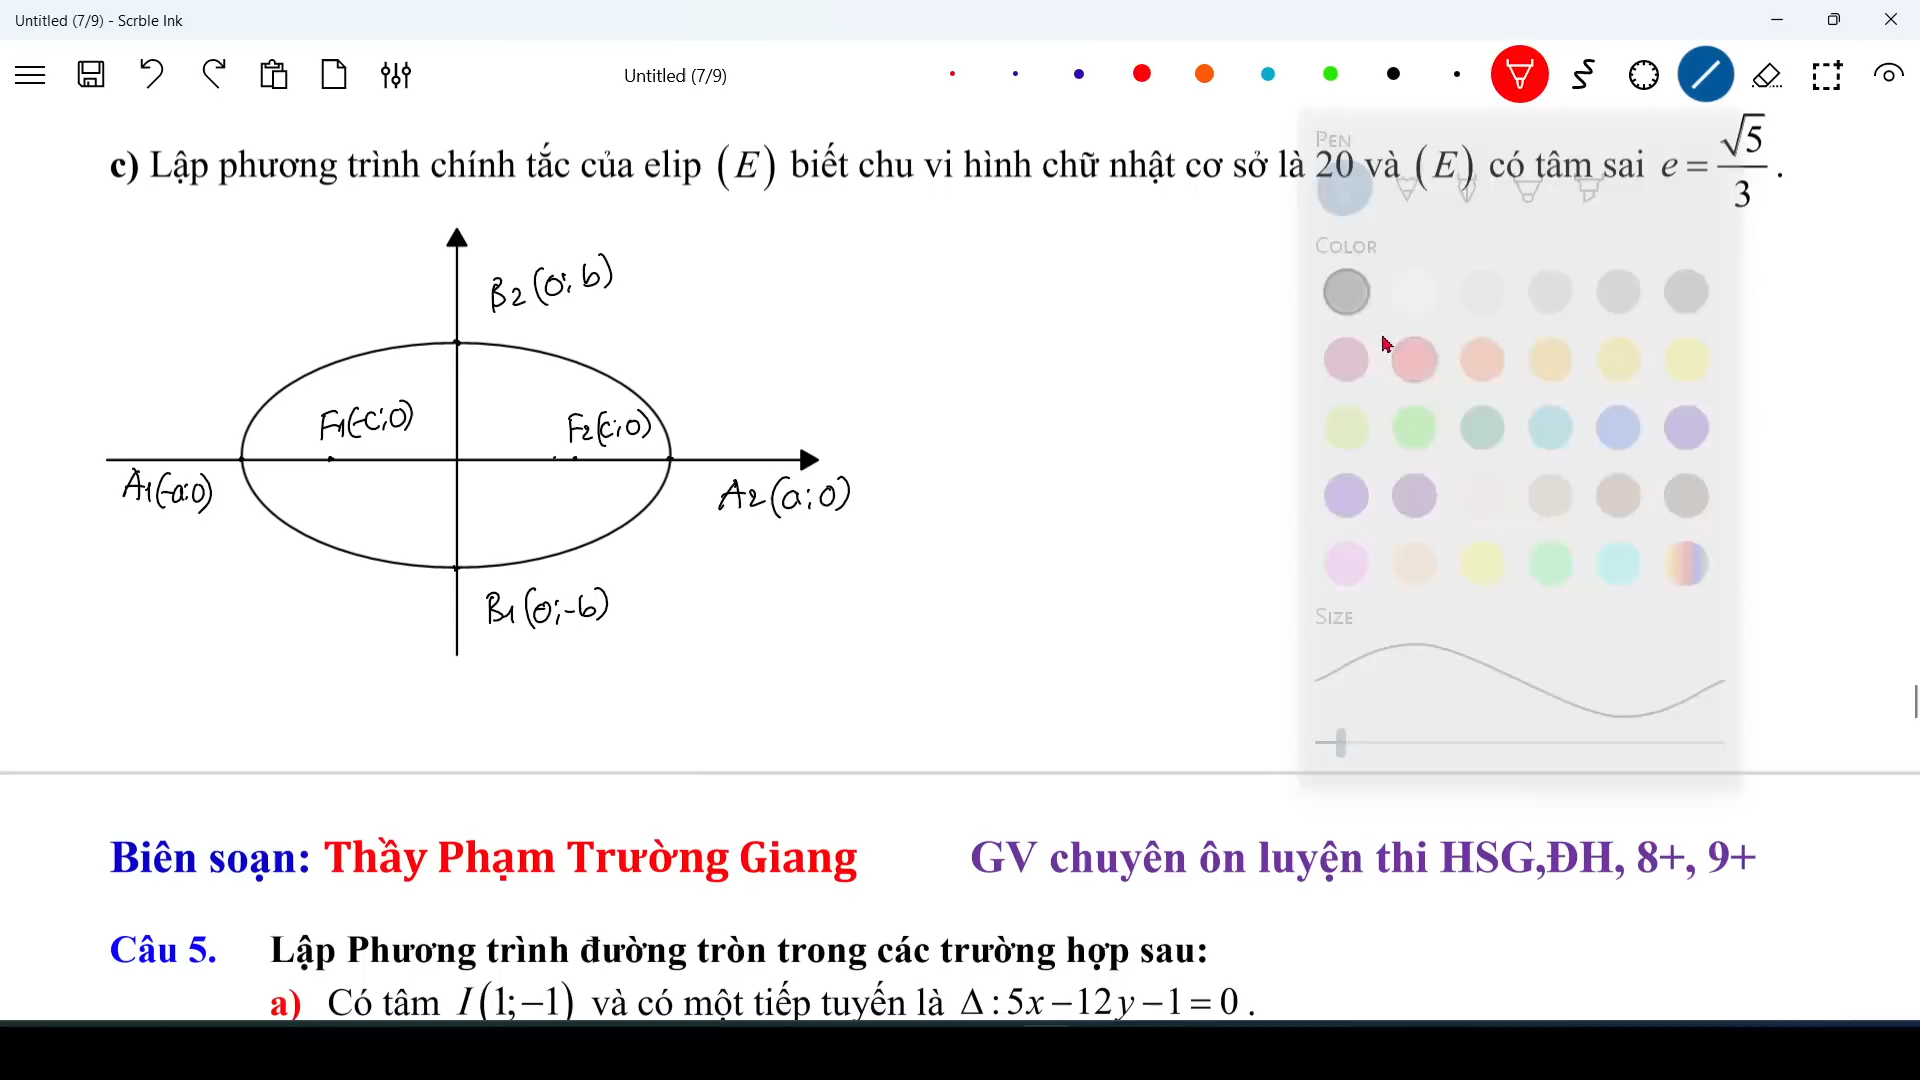 Untitled (7/9) - Scrble Ink
Untitled (7/9)
c) Lập phương trình chính tắc của elip (E) biết chu vi hình chữ nhật cơ sở là 20 và (E) có tâm sai e = √5/3 .
PEN
COLOR
SIZE
B2 (0; b)
F1(-c;0)
F2(c;0)
A1(-a;0)
A2(a;0)
B1(0;-b)
Biên soạn: Thầy Phạm Trường Giang GV chuyên ôn luyện thi HSG,ĐH, 8+, 9+
Câu 5. Lập Phương trình đường tròn trong các trường hợp sau:
a) Có tâm I(1;−1) và có một tiếp tuyến là Δ:5x−12y−1=0.